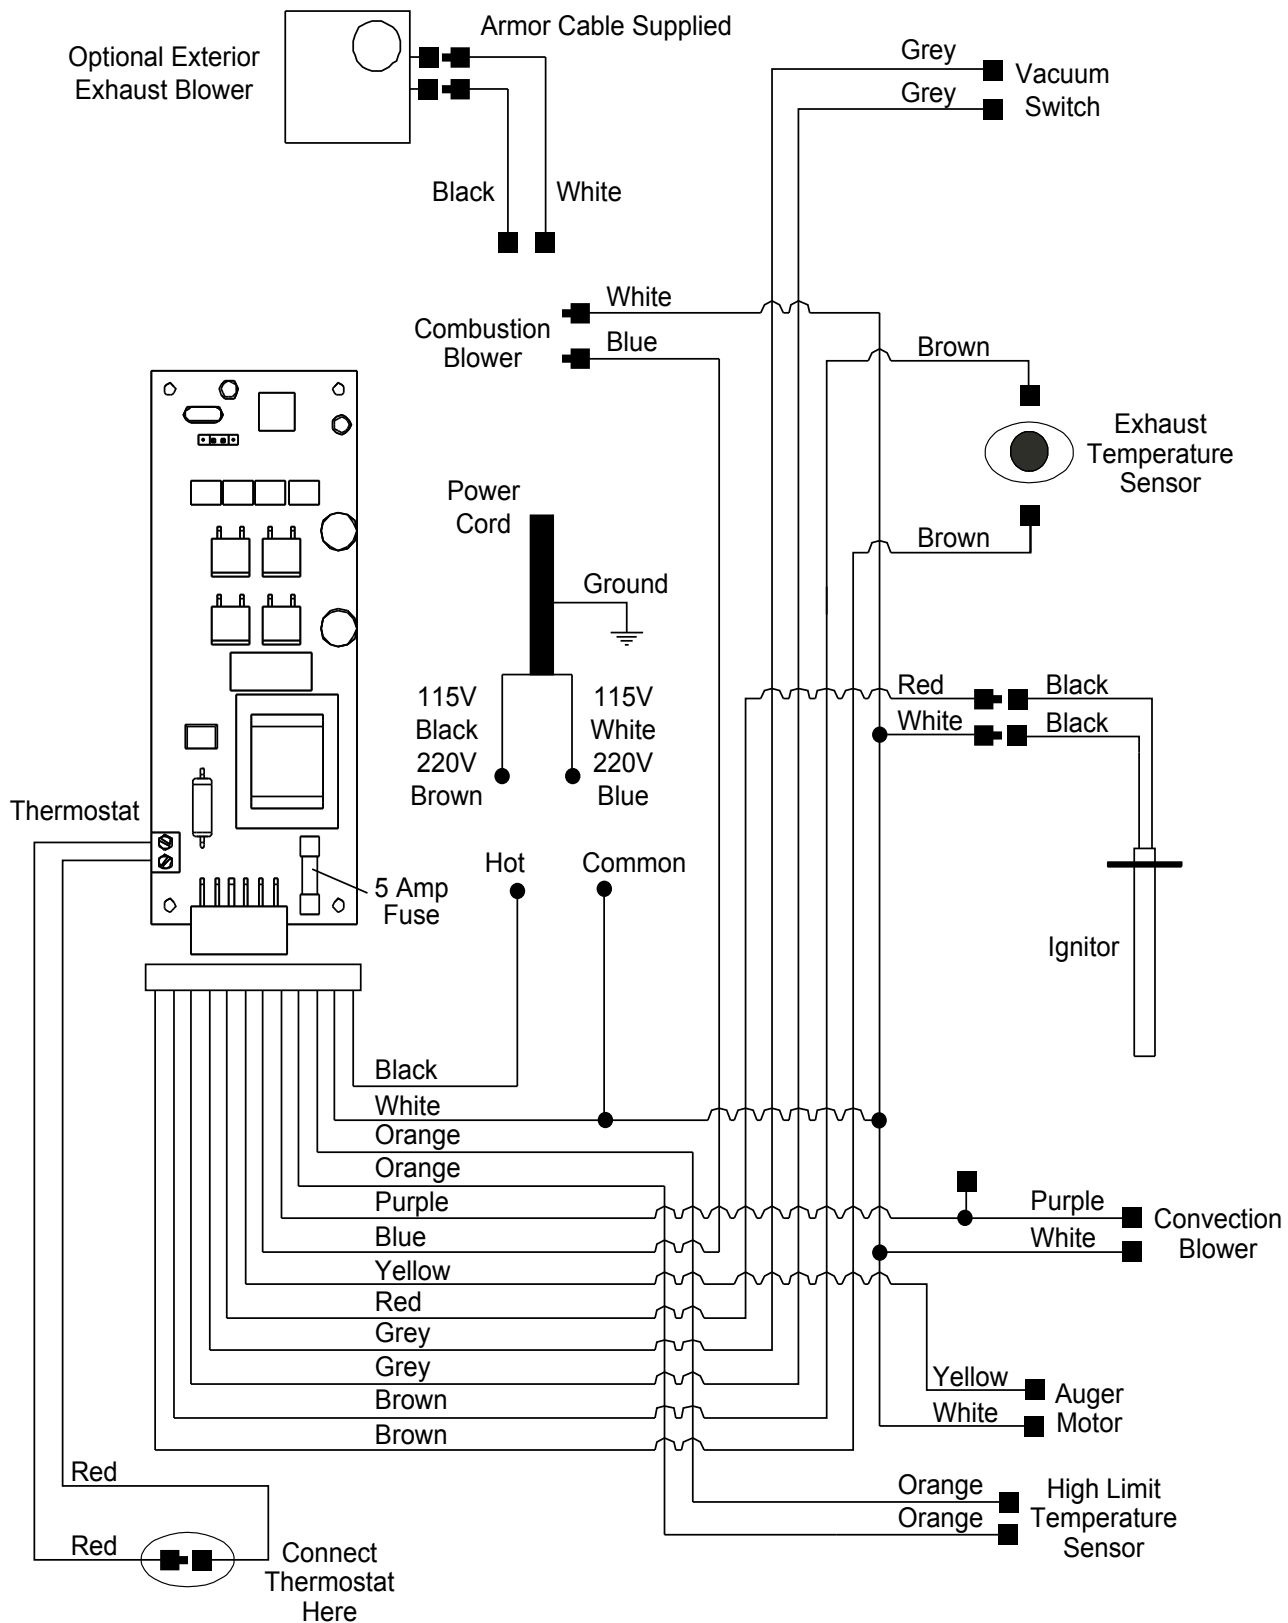 Armor Cable Supplied
Optional Exterior
Exhaust Blower
Black
White
Grey
Grey
Vacuum
Switch
White
Combustion
Blower
Blue
Brown
Exhaust
Temperature
Sensor
Brown
Power
Cord
Ground
115V
Black
220V
Brown
115V
White
220V
Blue
Red
Black
White
Black
Ignitor
Thermostat
5 Amp
Fuse
Hot
Common
Black
White
Orange
Orange
Purple
Blue
Yellow
Red
Grey
Grey
Brown
Brown
Purple
White
Convection
Blower
Yellow
White
Auger
Motor
Orange
Orange
High Limit
Temperature
Sensor
Red
Red
Connect
Thermostat
Here